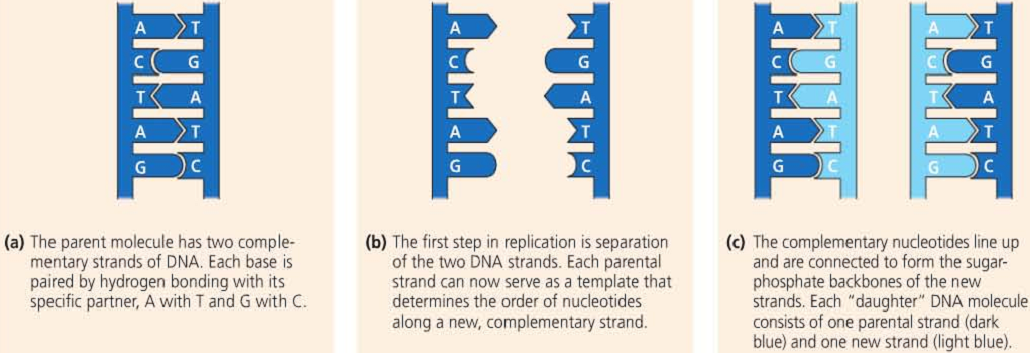 A T
C G
T A
A T
G C
A T
C G
T A
A T
G C
A T A T
C G C G
T A T A
A T A T
G C G C
(a) The parent molecule has two comple-
mentary strands of DNA. Each base is
paired by hydrogen bonding with its
specific partner, A with T and G with C.
(b) The first step in replication is separation
of the two DNA strands. Each parental
strand can now serve as a template that
determines the order of nucleotides
along a new, complementary strand.
(c) The complementary nucleotides line up
and are connected to form the sugar-
phosphate backbones of the new
strands. Each “daughter” DNA molecule
consists of one parental strand (dark
blue) and one new strand (light blue).